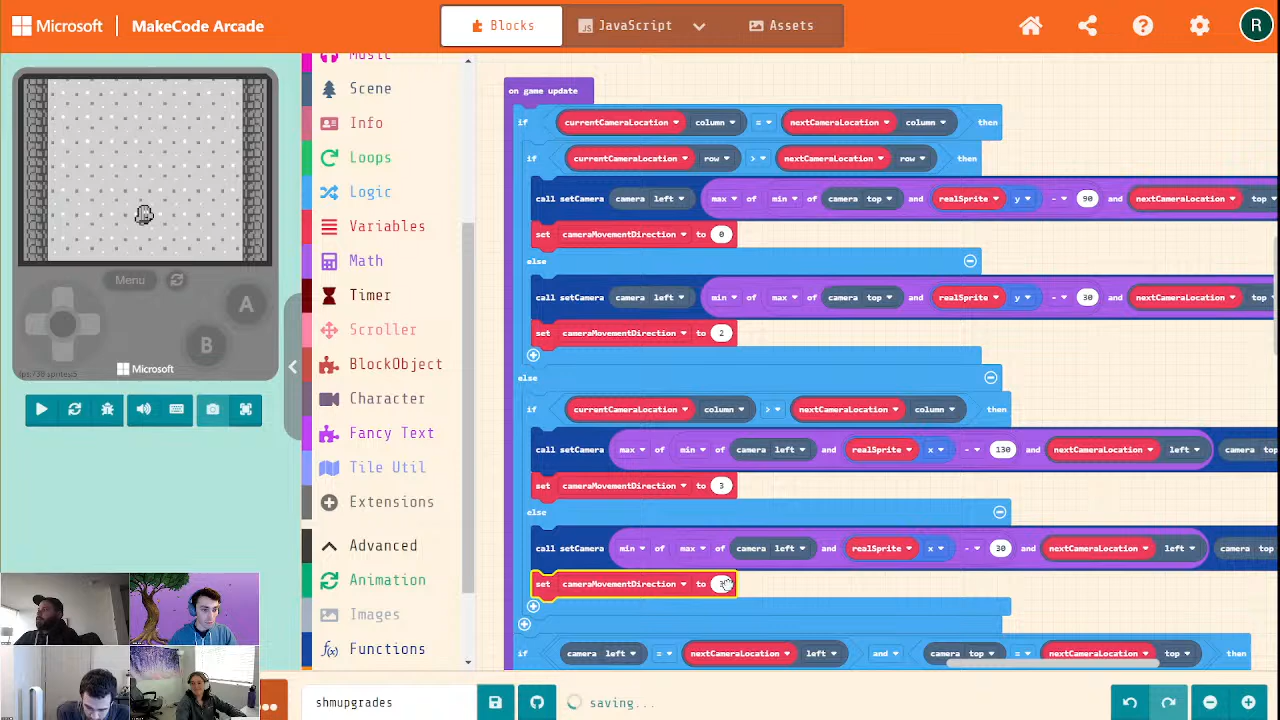 Microsoft MakeCode Arcade Blocks JavaScript Assets R
Music
Scene
Info
Loops
Logic
Variables
Math
Timer
Scroller
BlockObject
Character
Fancy Text
Tile Util
Extensions
Advanced
Animation
Images
Functions
Menu
A
B
Microsoft
on game update
if currentCameraLocation column = nextCameraLocation column then
if currentCameraLocation row > nextCameraLocation row then
call setCamera camera left max of min of camera top and realSprite y - 90 and nextCameraLocation top
set cameraMovementDirection to 0
else
call setCamera camera left min of max of camera top and realSprite y - 30 and nextCameraLocation top
set cameraMovementDirection to 2
else
if currentCameraLocation column > nextCameraLocation column then
call setCamera max of min of camera left and realSprite x - 130 and nextCameraLocation left camera top
set cameraMovementDirection to 3
else
call setCamera min of max of camera left and realSprite x - 30 and nextCameraLocation left camera top
set cameraMovementDirection to
if camera left = nextCameraLocation left and camera top = nextCameraLocation top then
shmupgrades saving...